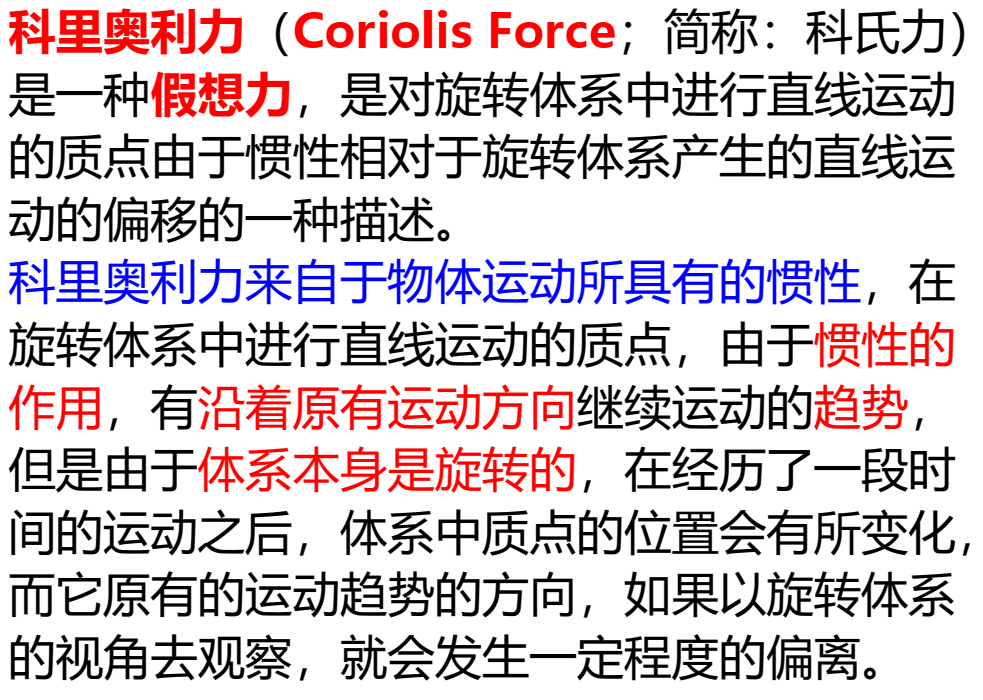 科里奥利力（Coriolis Force；简称：科氏力）
是一种假想力，是对旋转体系中进行直线运动
的质点由于惯性相对于旋转体系产生的直线运
动的偏移的一种描述。
科里奥利力来自于物体运动所具有的惯性，在
旋转体系中进行直线运动的质点，由于惯性的
作用，有沿着原有运动方向继续运动的趋势，
但是由于体系本身是旋转的，在经历了一段时
间的运动之后，体系中质点的位置会有所变化，
而它原有的运动趋势的方向，如果以旋转体系
的视角去观察，就会发生一定程度的偏离。